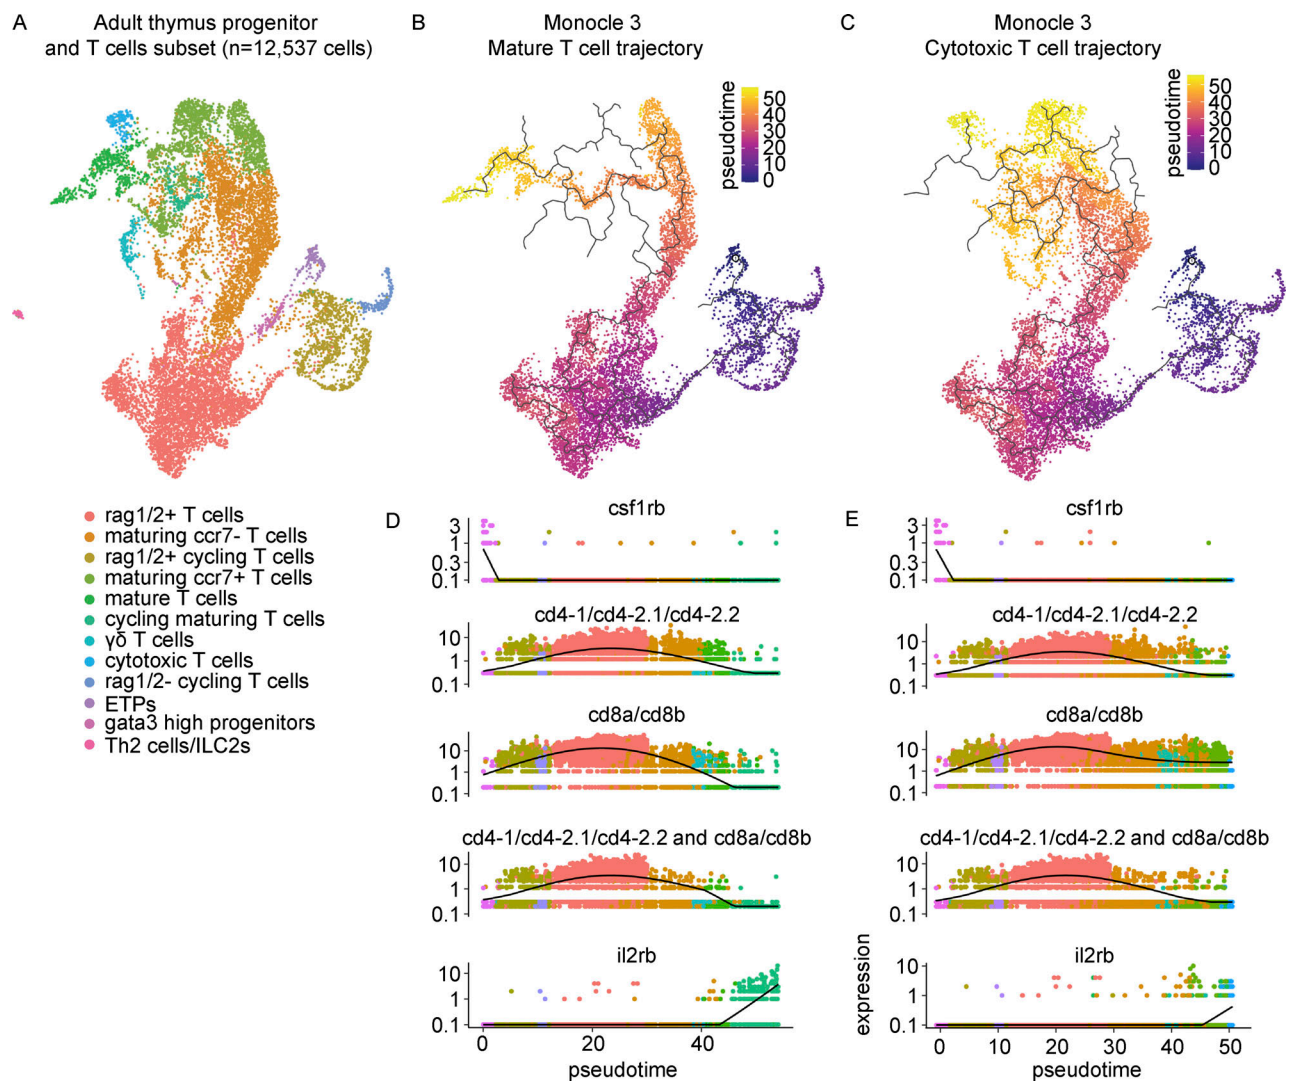 A
Adult thymus progenitor
and T cells subset (n=12,537 cells)
B
Monocle 3
Mature T cell trajectory
pseudotime
50
40
30
20
10
0
C
Monocle 3
Cytotoxic T cell trajectory
pseudotime
50
40
30
20
10
0
rag1/2+ T cells
maturing ccr7- T cells
rag1/2+ cycling T cells
maturing ccr7+ T cells
mature T cells
cycling maturing T cells
γδ T cells
cytotoxic T cells
rag1/2- cycling T cells
ETPs
gata3 high progenitors
Th2 cells/ILC2s
D
csf1rb
3
1
0.3
0.1
cd4-1/cd4-2.1/cd4-2.2
10
1
0.1
cd8a/cd8b
10
1
0.1
cd4-1/cd4-2.1/cd4-2.2 and cd8a/cd8b
10
1
0.1
il2rb
10
1
0.1
0 20 40
pseudotime
E
csf1rb
3
1
0.3
0.1
cd4-1/cd4-2.1/cd4-2.2
10
1
0.1
cd8a/cd8b
10
1
0.1
cd4-1/cd4-2.1/cd4-2.2 and cd8a/cd8b
10
1
0.1
expression
il2rb
10
1
0.1
0 10 20 30 40 50
pseudotime